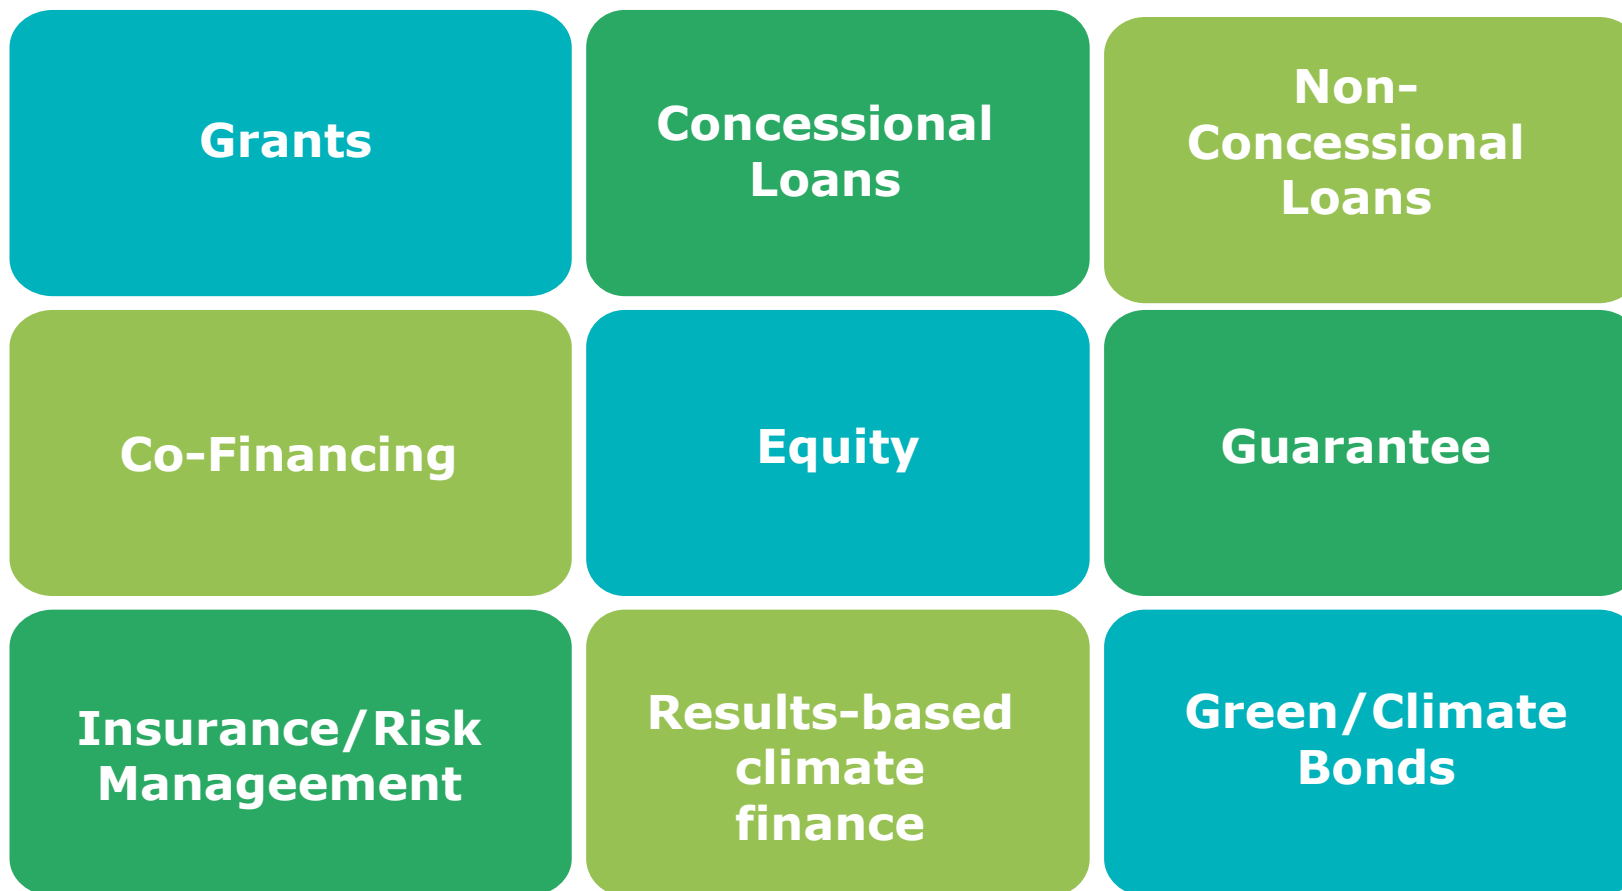 Grants
Concessional
Loans
Non-
Concessional
Loans
Co-Financing
Equity
Guarantee
Insurance/Risk
Manageement
Results-based
climate
finance
Green/Climate
Bonds